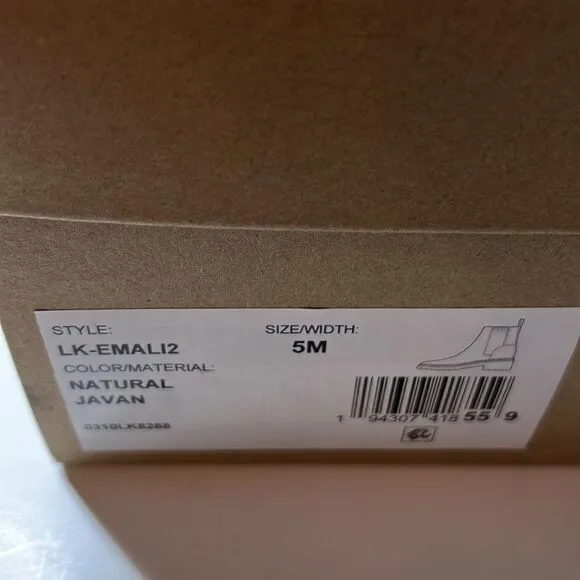 STYLE:
LK-EMALI2
COLOR/MATERIAL:
NATURAL
JAVAN
SIZE/WIDTH:
5M
1 94307 418 55 9